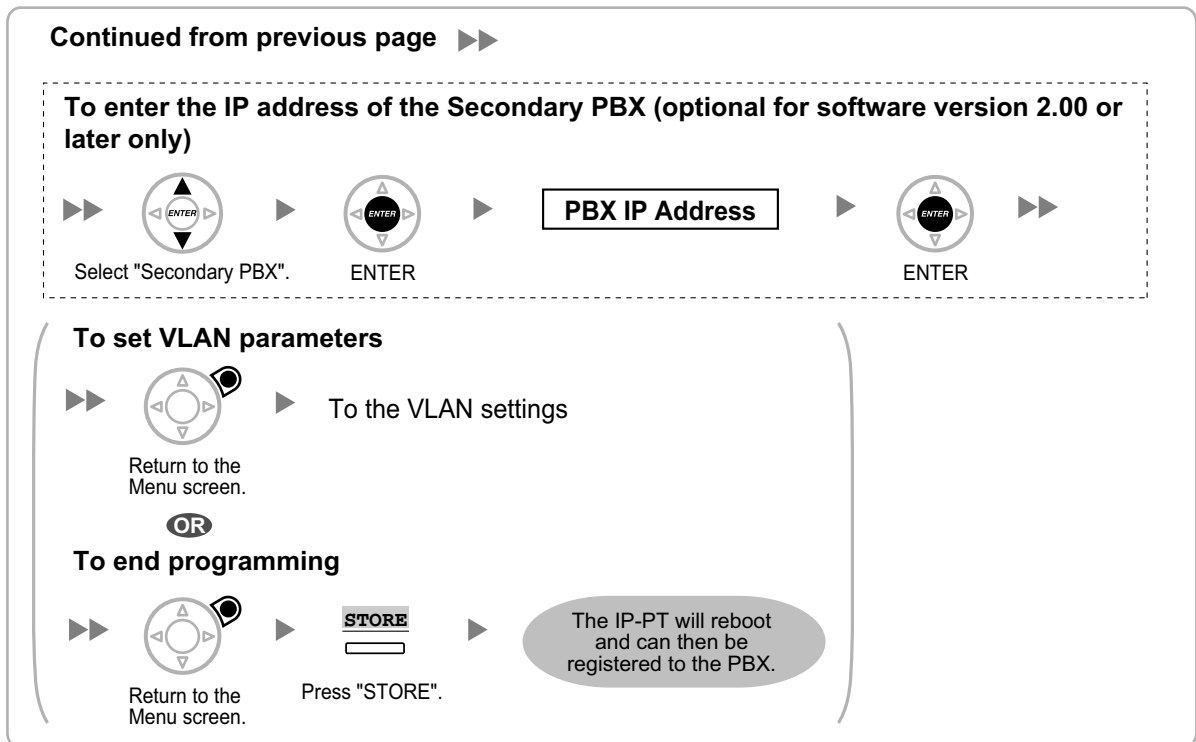 Continued from previous page
To enter the IP address of the Secondary PBX (optional for software version 2.00 or
later only)
ENTER
Select "Secondary PBX".
ENTER
ENTER
PBX IP Address
ENTER
ENTER
To set VLAN parameters
Return to the
Menu screen.
To the VLAN settings
OR
To end programming
Return to the
Menu screen.
STORE
Press "STORE".
The IP-PT will reboot
and can then be
registered to the PBX.